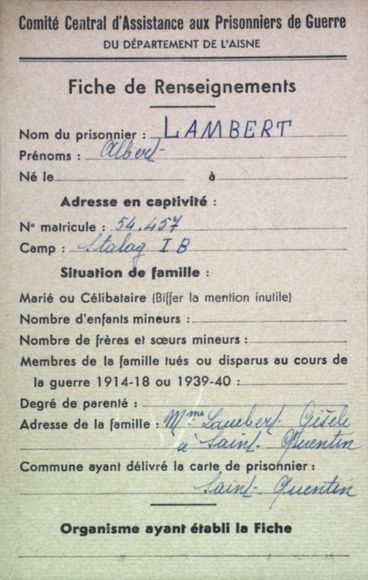 Comité Central d'Assistance aux Prisonniers de Guerre
DU DÉPARTEMENT DE L'AISNE
Fiche de Renseignements
Nom du prisonnier : LAMBERT
Prénoms : Albert
Né le à
Adresse en captivité :
N° matricule : 54.457
Camp : Stalag I B
Situation de famille :
Marié ou Célibataire (Biffer la mention inutile)
Nombre d'enfants mineurs :
Nombre de frères et sœurs mineurs :
Membres de la famille tués ou disparus au cours de
la guerre 1914-18 ou 1939-40 :
Degré de parenté :
Adresse de la famille : Mme Lambert Gisèle
à Saint-Quentin
Commune ayant délivré la carte de prisonnier :
Saint-Quentin
Organisme ayant établi la Fiche